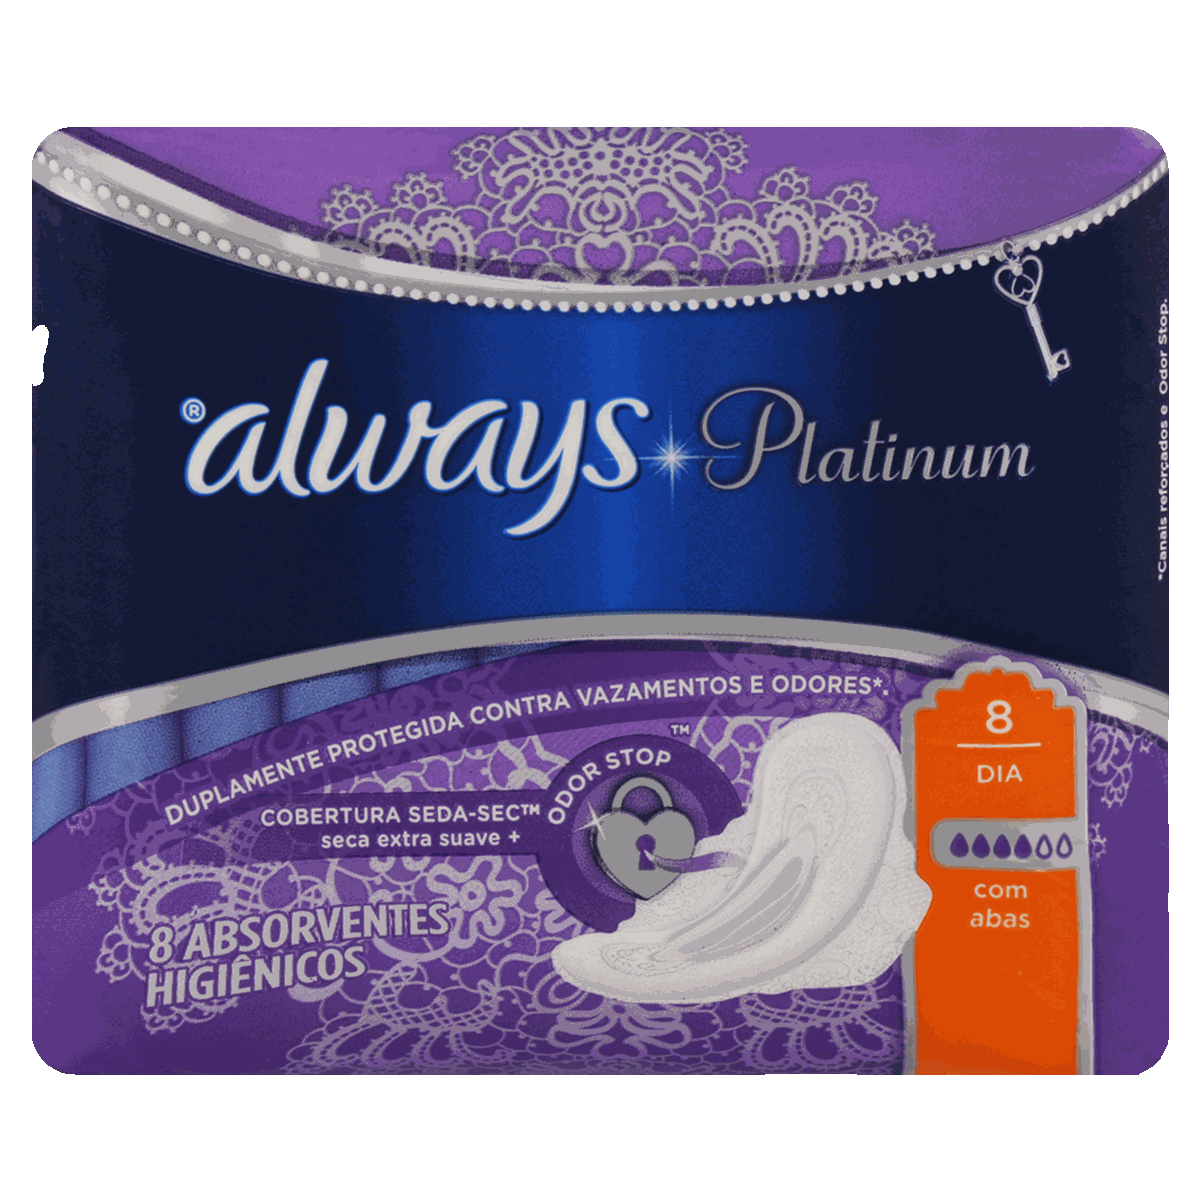 ®always Platinum
*Canais reforçados e Odor Stop.
DUPLAMENTE PROTEGIDA CONTRA VAZAMENTOS E ODORES*.
COBERTURA SEDA-SEC™
seca extra suave +
ODOR STOP™
8 ABSORVENTES
HIGIÊNICOS
8
DIA
com
abas